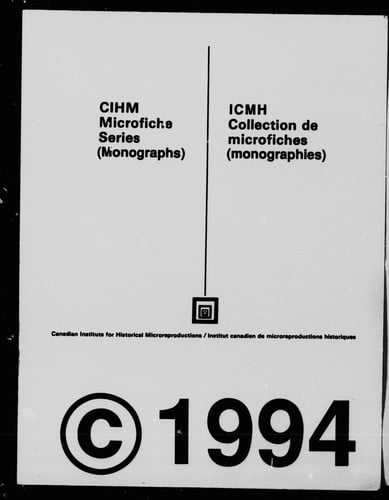 CIHM
Microfiche
Series
(Monographs)
ICMH
Collection de
microfiches
(monographies)
Canadian Institute for Historical Microreproductions / Institut canadien de microreproductions historiques
© 1994